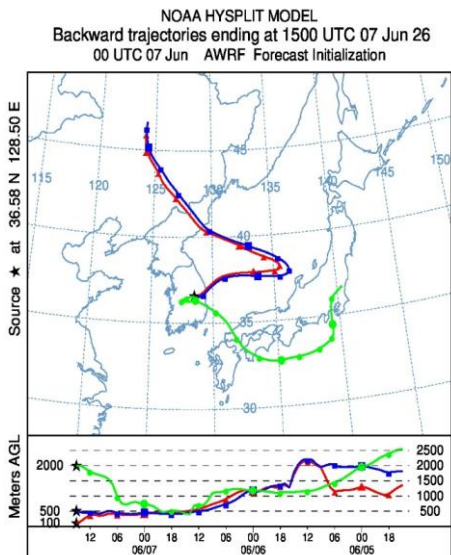 NOAA HYSPLIT MODEL
Backward trajectories ending at 1500 UTC 07 Jun 26
00 UTC 07 Jun AWRF Forecast Initialization
Source ★ at 36.58 N 128.50 E
115
120
125
130
135
140
145
150
45
40
35
30
Meters AGL
2000
500
100
2500
2000
1500
1000
500
12 06 00 18 12 06 00 18 12 06 00 18
06/07 06/06 06/05